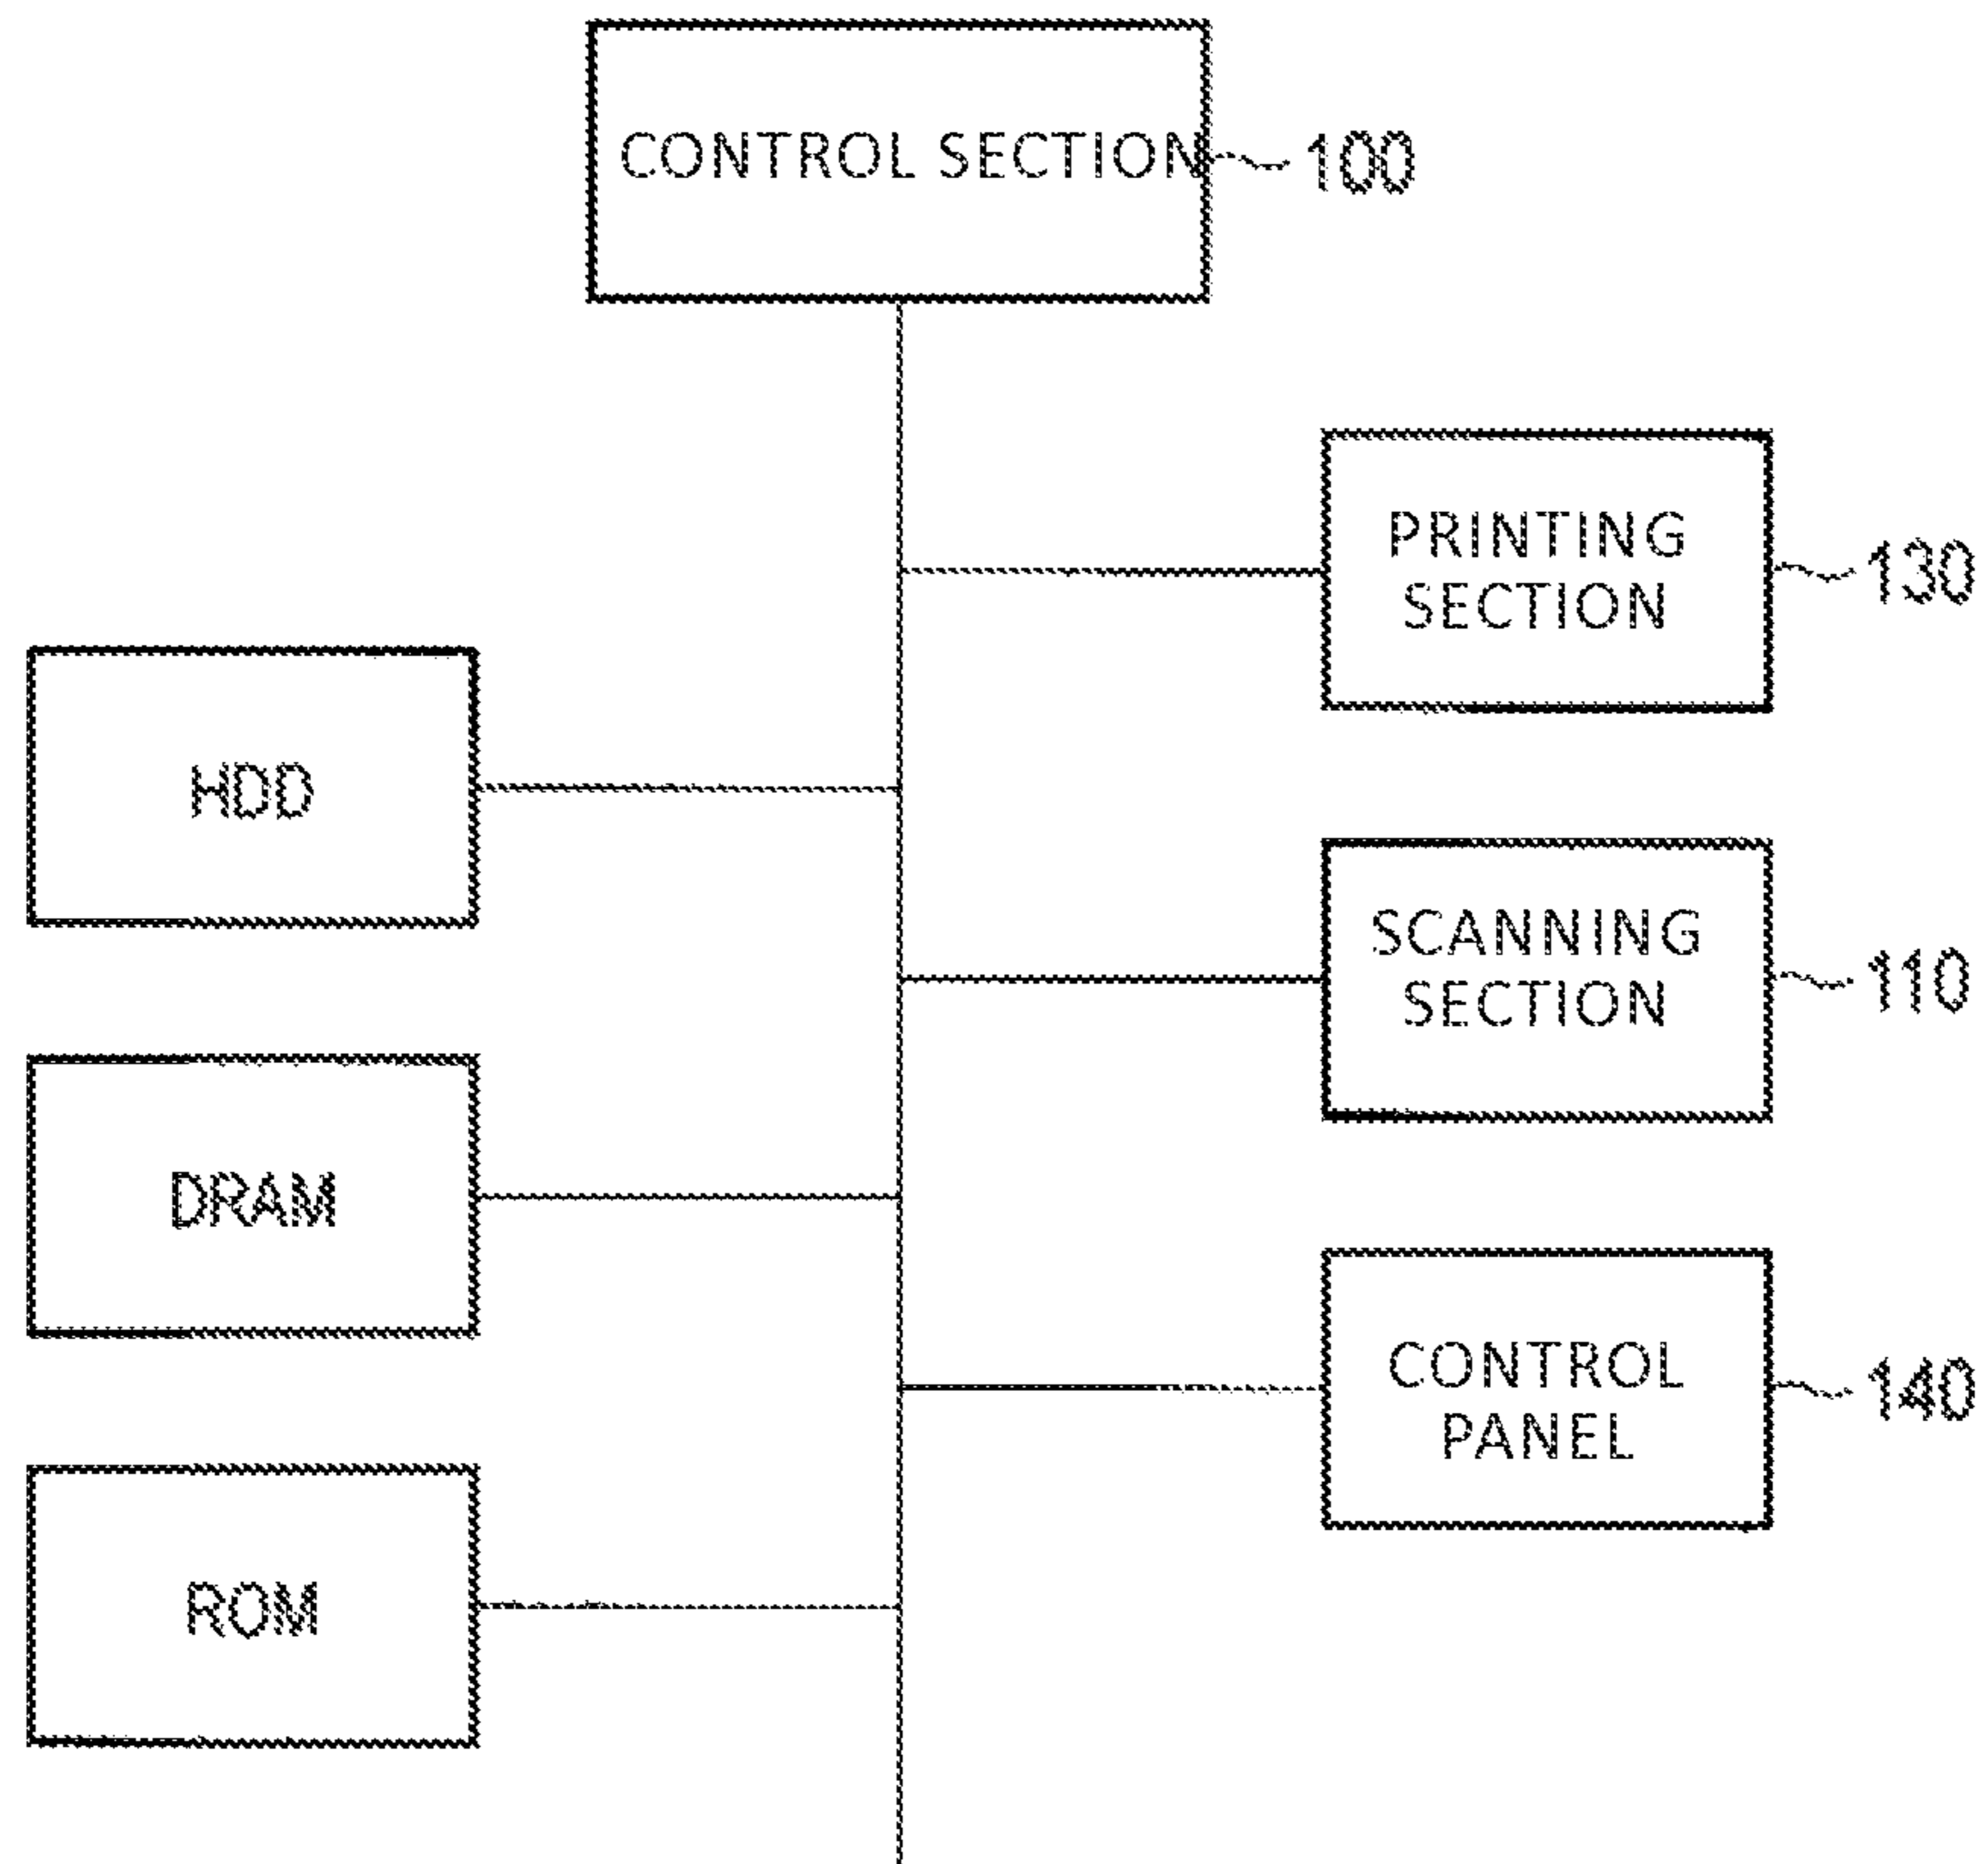 CONTROL SECTION 100
PRINTING
SECTION
130
HDD
SCANNING
SECTION
110
DRAM
CONTROL
PANEL
140
ROM